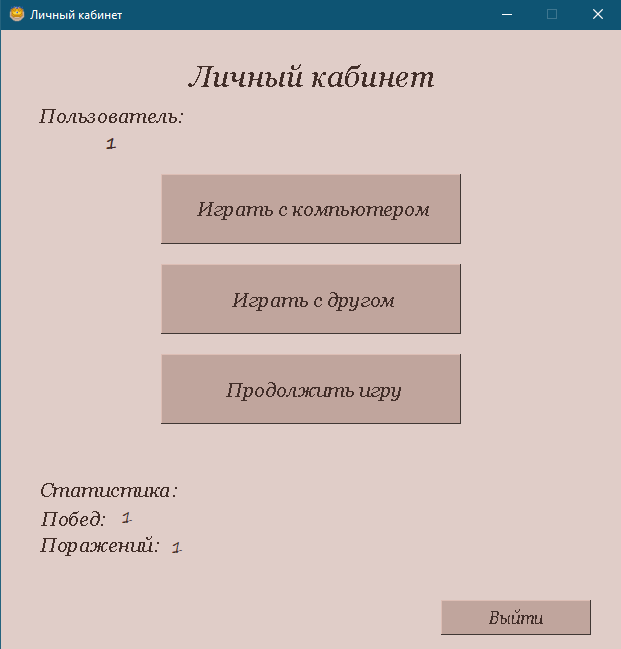 Личный кабинет
Личный кабинет
Пользователь:
1
Играть с компьютером
Играть с другом
Продолжить игру
Статистика:
Побед: 1
Поражений: 1
Выйти